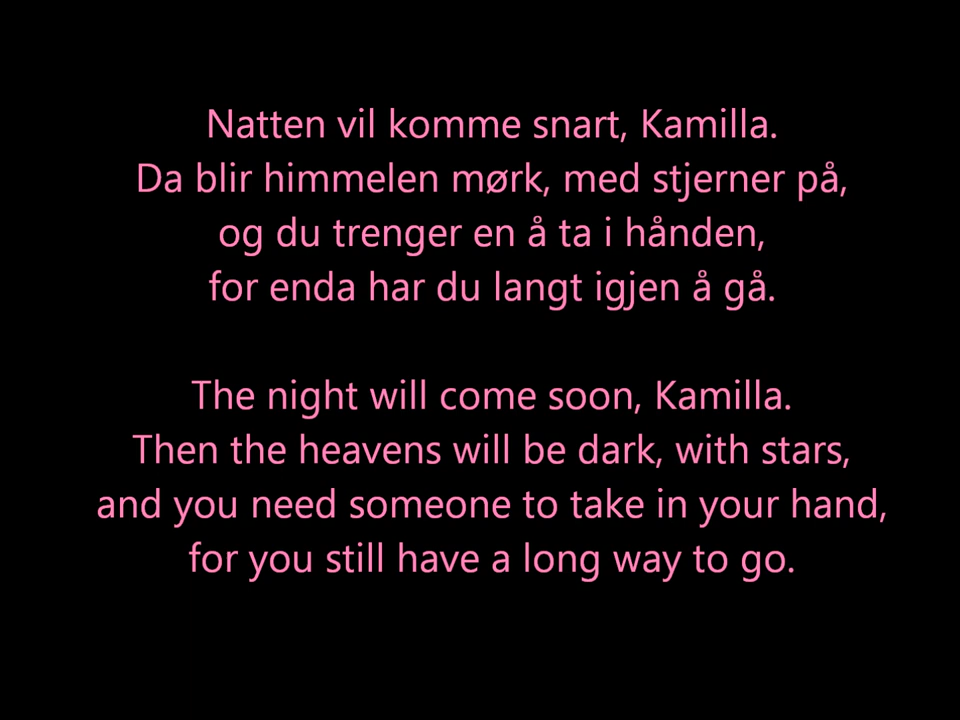 Natten vil komme snart, Kamilla.
Da blir himmelen mørk, med stjerner på,
og du trenger en å ta i hånden,
for enda har du langt igjen å gå.
The night will come soon, Kamilla.
Then the heavens will be dark, with stars,
and you need someone to take in your hand,
for you still have a long way to go.